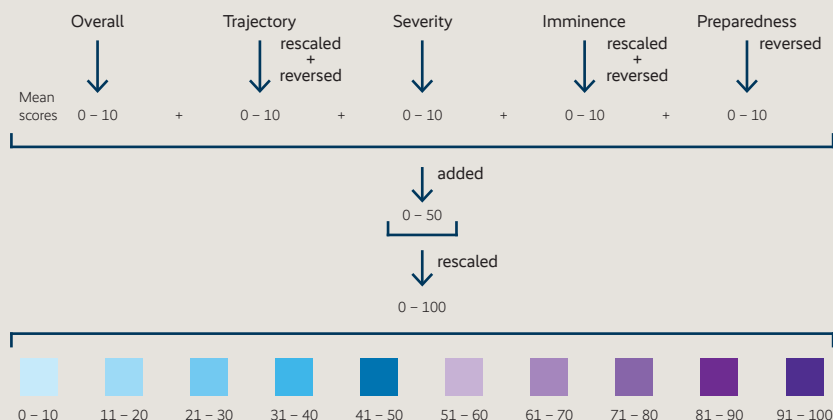 Overall Trajectory Severity Imminence Preparedness
rescaled
+
reversed
rescaled
+
reversed
reversed
Mean
scores
0 – 10 + 0 – 10 + 0 – 10 + 0 – 10 + 0 – 10
added
0 – 50
rescaled
0 – 100
0 – 10 11 – 20 21 – 30 31 – 40 41 – 50 51 – 60 61 – 70 71 – 80 81 – 90 91 – 100